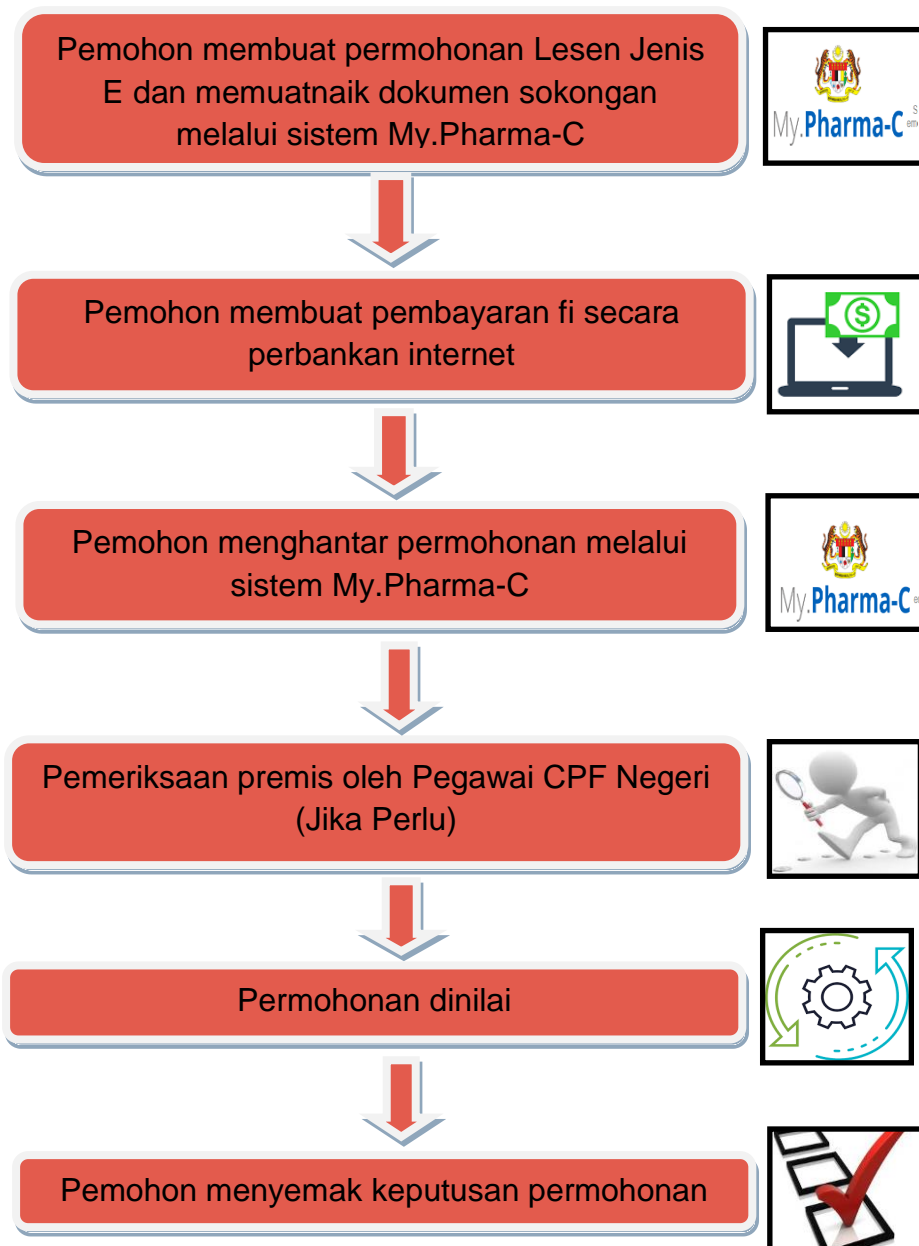 Pemohon membuat permohonan Lesen Jenis
E dan memuatnaik dokumen sokongan
melalui sistem My.Pharma-C
My.Pharma-C
Pemohon membuat pembayaran fi secara
perbankan internet
$
Pemohon menghantar permohonan melalui
sistem My.Pharma-C
My.Pharma-C
Pemeriksaan premis oleh Pegawai CPF Negeri
(Jika Perlu)
Permohonan dinilai
Pemohon menyemak keputusan permohonan